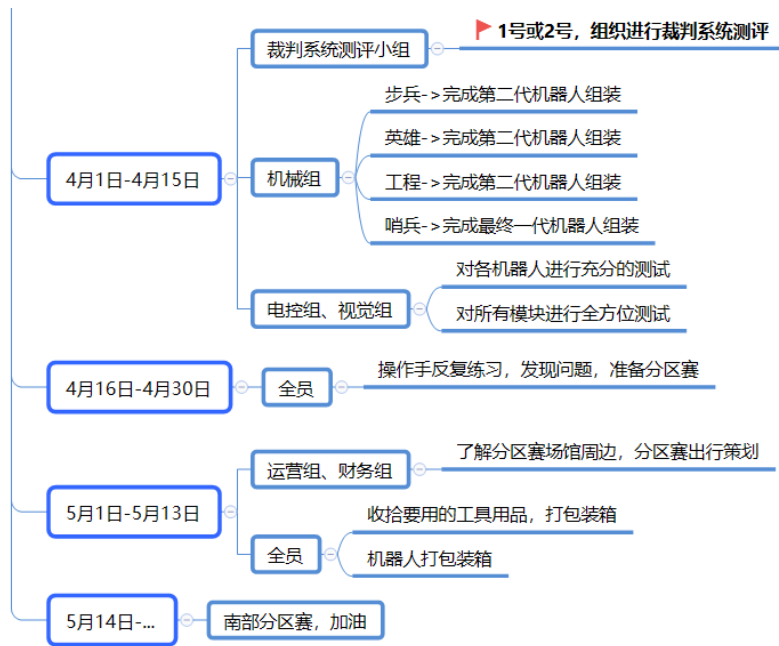 4月1日-4月15日
裁判系统测评小组
1号或2号，组织进行裁判系统测评
机械组
步兵->完成第二代机器人组装
英雄->完成第二代机器人组装
工程->完成第二代机器人组装
哨兵->完成最终一代机器人组装
电控组、视觉组
对各机器人进行充分的测试
对所有模块进行全方位测试
4月16日-4月30日
全员
操作手反复练习，发现问题，准备分区赛
5月1日-5月13日
运营组、财务组
了解分区赛场馆周边，分区赛出行策划
全员
收拾要用的工具用品，打包装箱
机器人打包装箱
5月14日-...
南部分区赛，加油